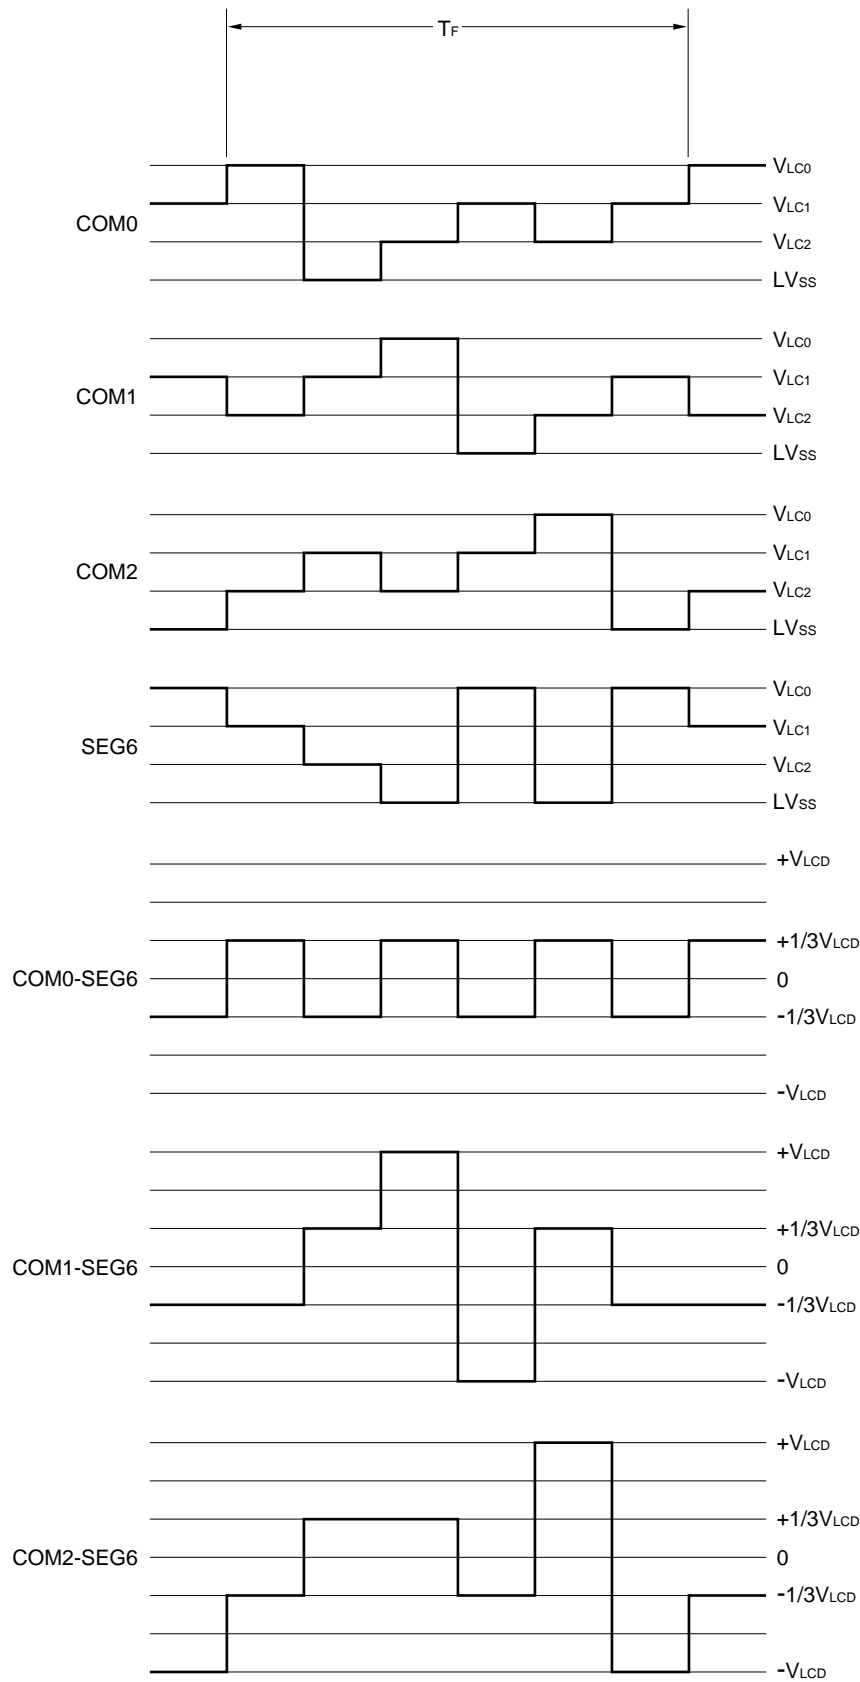 TF
VLC0
VLC1
COM0
VLC2
LVSS
VLC0
VLC1
COM1
VLC2
LVSS
VLC0
VLC1
COM2
VLC2
LVSS
VLC0
VLC1
SEG6
VLC2
LVSS
+VLCD
+1/3VLCD
COM0-SEG6
0
-1/3VLCD
-VLCD
+VLCD
+1/3VLCD
COM1-SEG6
0
-1/3VLCD
-VLCD
+VLCD
+1/3VLCD
COM2-SEG6
0
-1/3VLCD
-VLCD